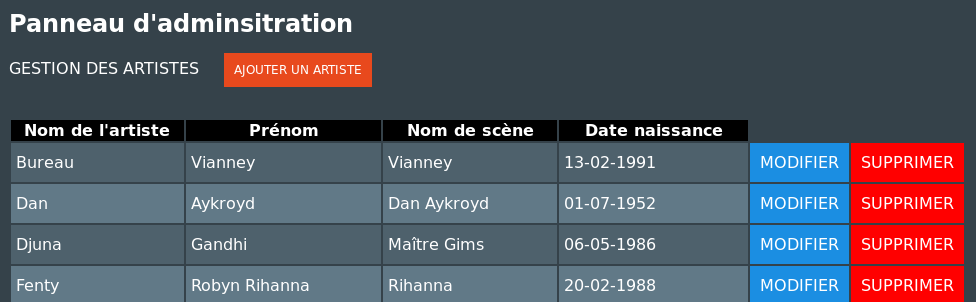 Panneau d'adminsitration
GESTION DES ARTISTES AJOUTER UN ARTISTE
Nom de l'artiste Prénom Nom de scène Date naissance
Bureau Vianney Vianney 13-02-1991 MODIFIER SUPPRIMER
Dan Aykroyd Dan Aykroyd 01-07-1952 MODIFIER SUPPRIMER
Djuna Gandhi Maître Gims 06-05-1986 MODIFIER SUPPRIMER
Fenty Robyn Rihanna Rihanna 20-02-1988 MODIFIER SUPPRIMER